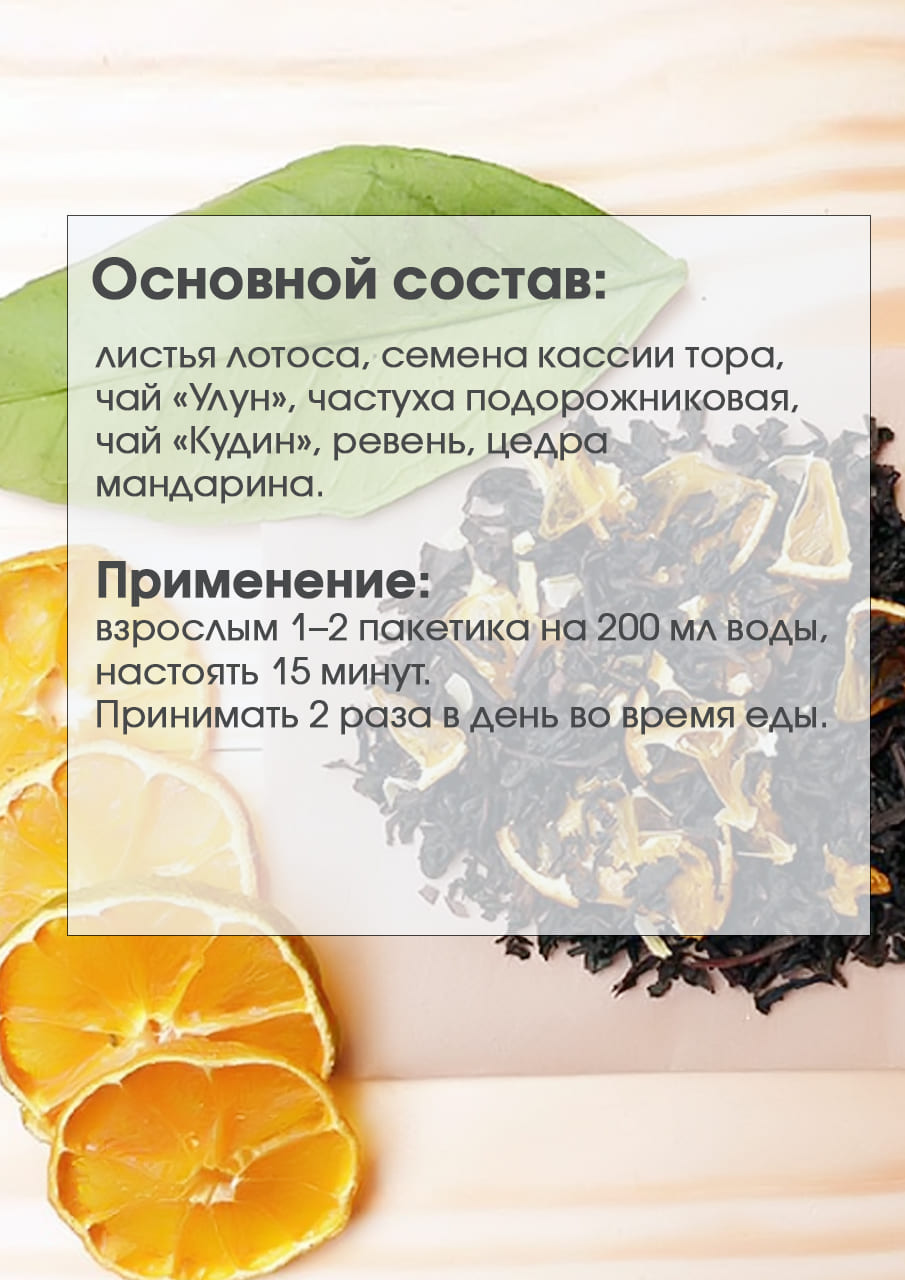 Основной состав:
листья лотоса, семена кассии тора,
чай «Улун», частуха подорожниковая,
чай «Кудин», ревень, цедра
мандарина.
Применение:
взрослым 1–2 пакетика на 200 мл воды,
настоять 15 минут.
Принимать 2 раза в день во время еды.